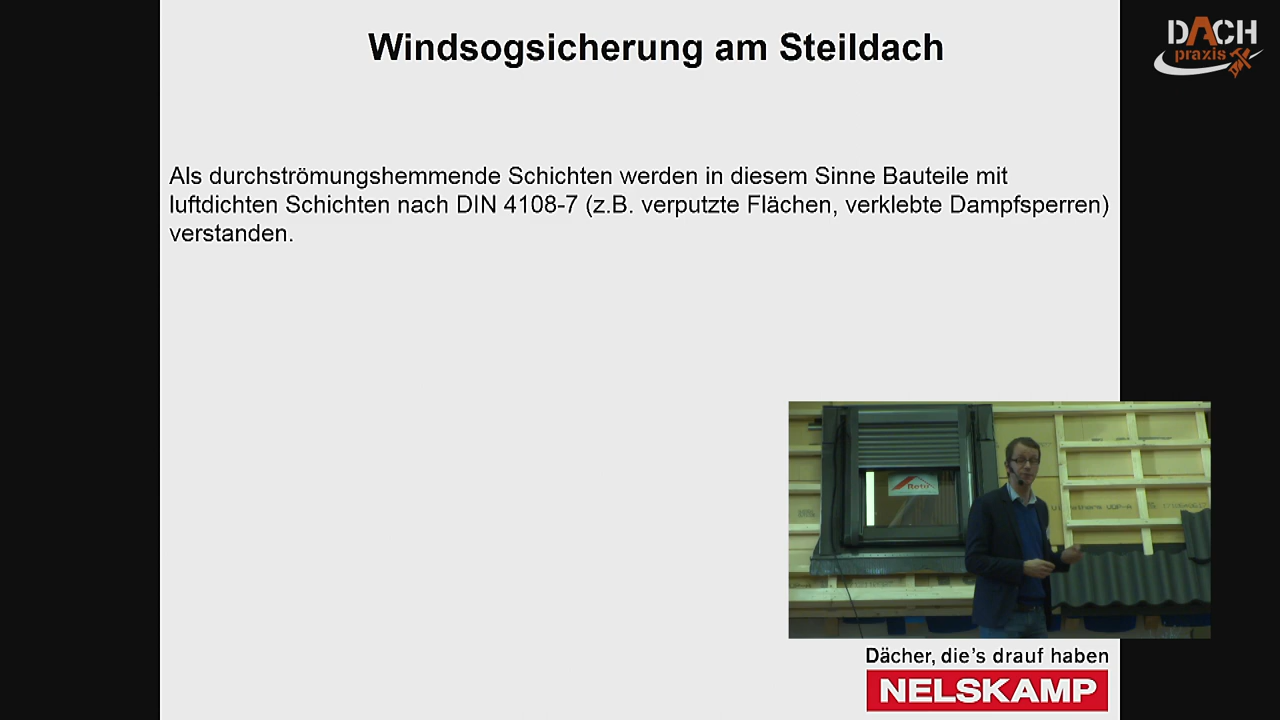 Windsogsicherung am Steildach
DACH
praxis
Als durchströmungshemmende Schichten werden in diesem Sinne Bauteile mit
luftdichten Schichten nach DIN 4108-7 (z.B. verputzte Flächen, verklebte Dampfsperren)
verstanden.
Roto
Dächer, die's drauf haben
NELSKAMP